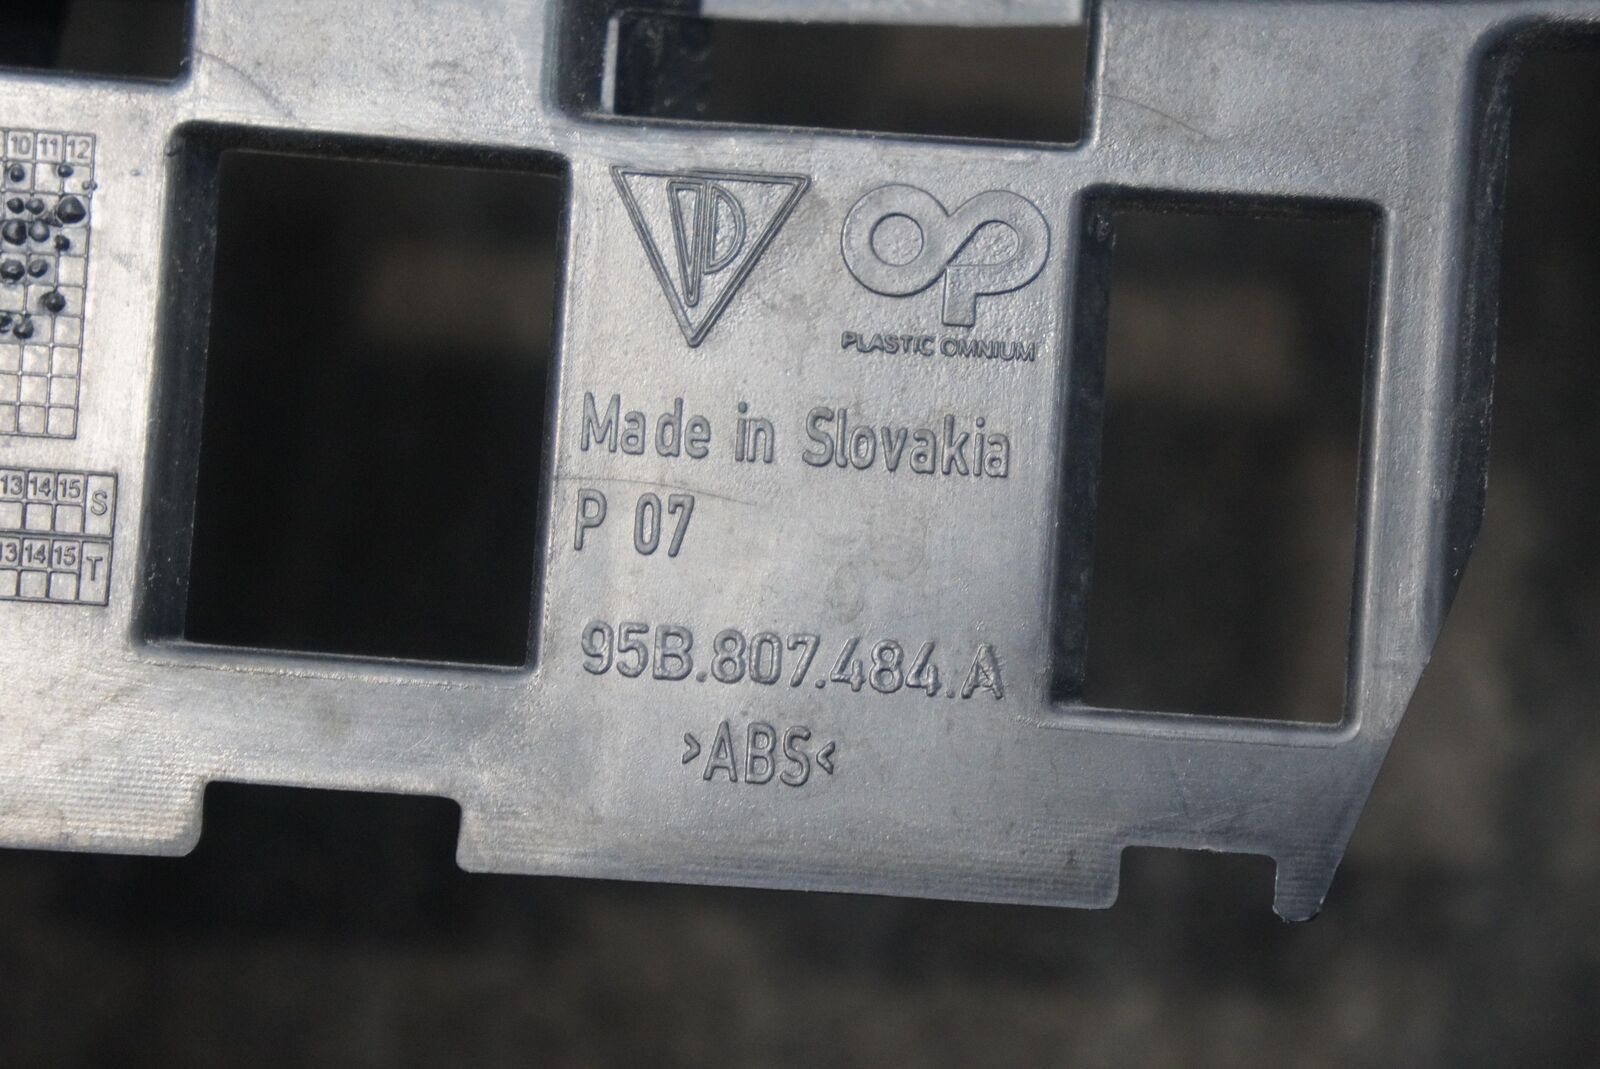 10 11 12
OP
PLASTIC OMNIUM
Made in Slovakia
P 07
13 14 15 S
13 14 15 T
95B.807.484.A
>ABS<